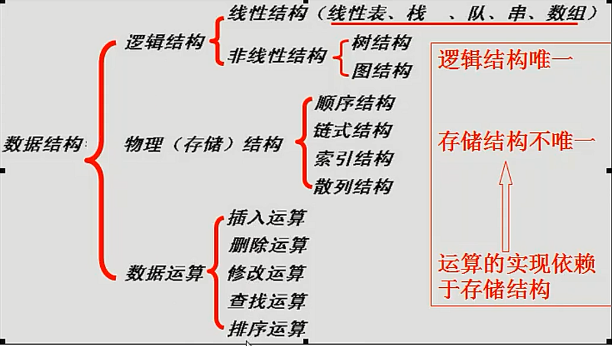 数据结构
逻辑结构
线性结构（线性表、栈 、队、串、数组）
非线性结构
树结构
图结构
物理（存储）结构
顺序结构
链式结构
索引结构
散列结构
数据运算
插入运算
删除运算
修改运算
查找运算
排序运算
逻辑结构唯一
存储结构不唯一
运算的实现依赖
于存储结构